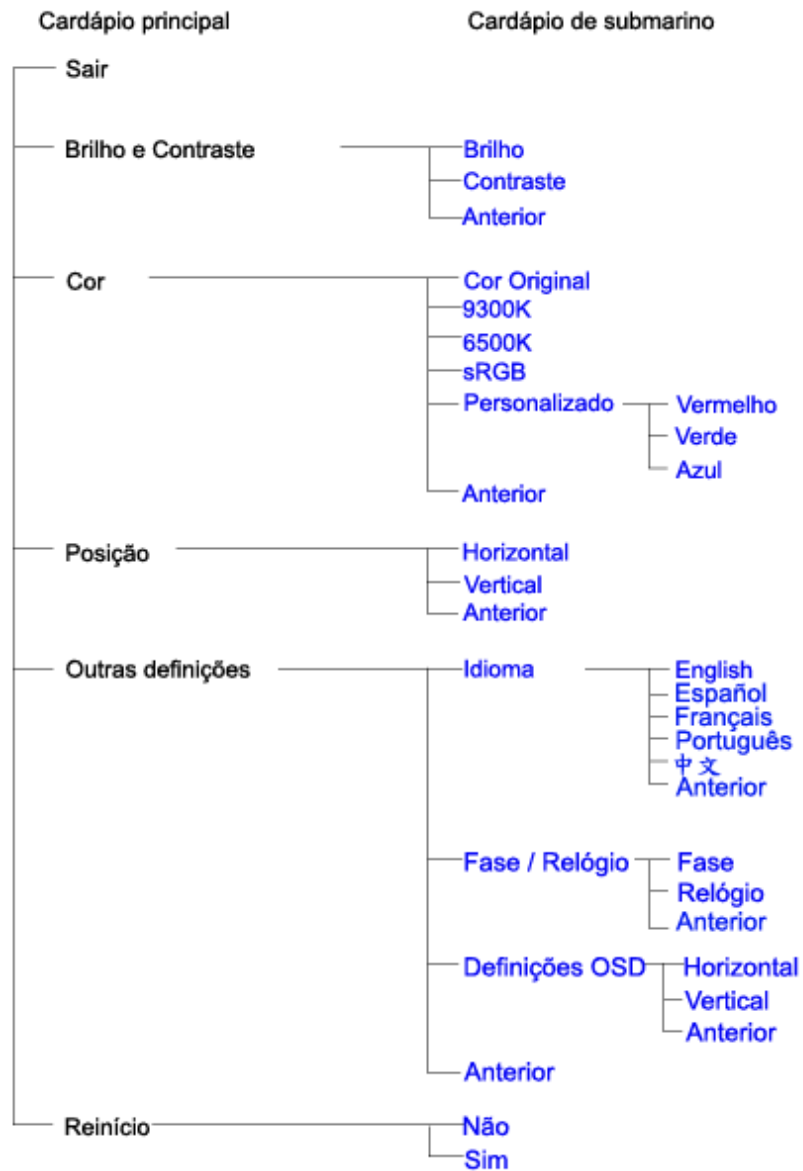 Cardápio principal Cardápio de submarino
Sair
Brilho e Contraste Brilho
Contraste
Anterior
Cor Cor Original
9300K
6500K
sRGB
Personalizado Vermelho
Verde
Azul
Anterior
Posição Horizontal
Vertical
Anterior
Outras definições Idioma English
Español
Français
Português
中文
Anterior
Fase / Relógio Fase
Relógio
Anterior
Definições OSD Horizontal
Vertical
Anterior
Anterior
Reinício Não
Sim